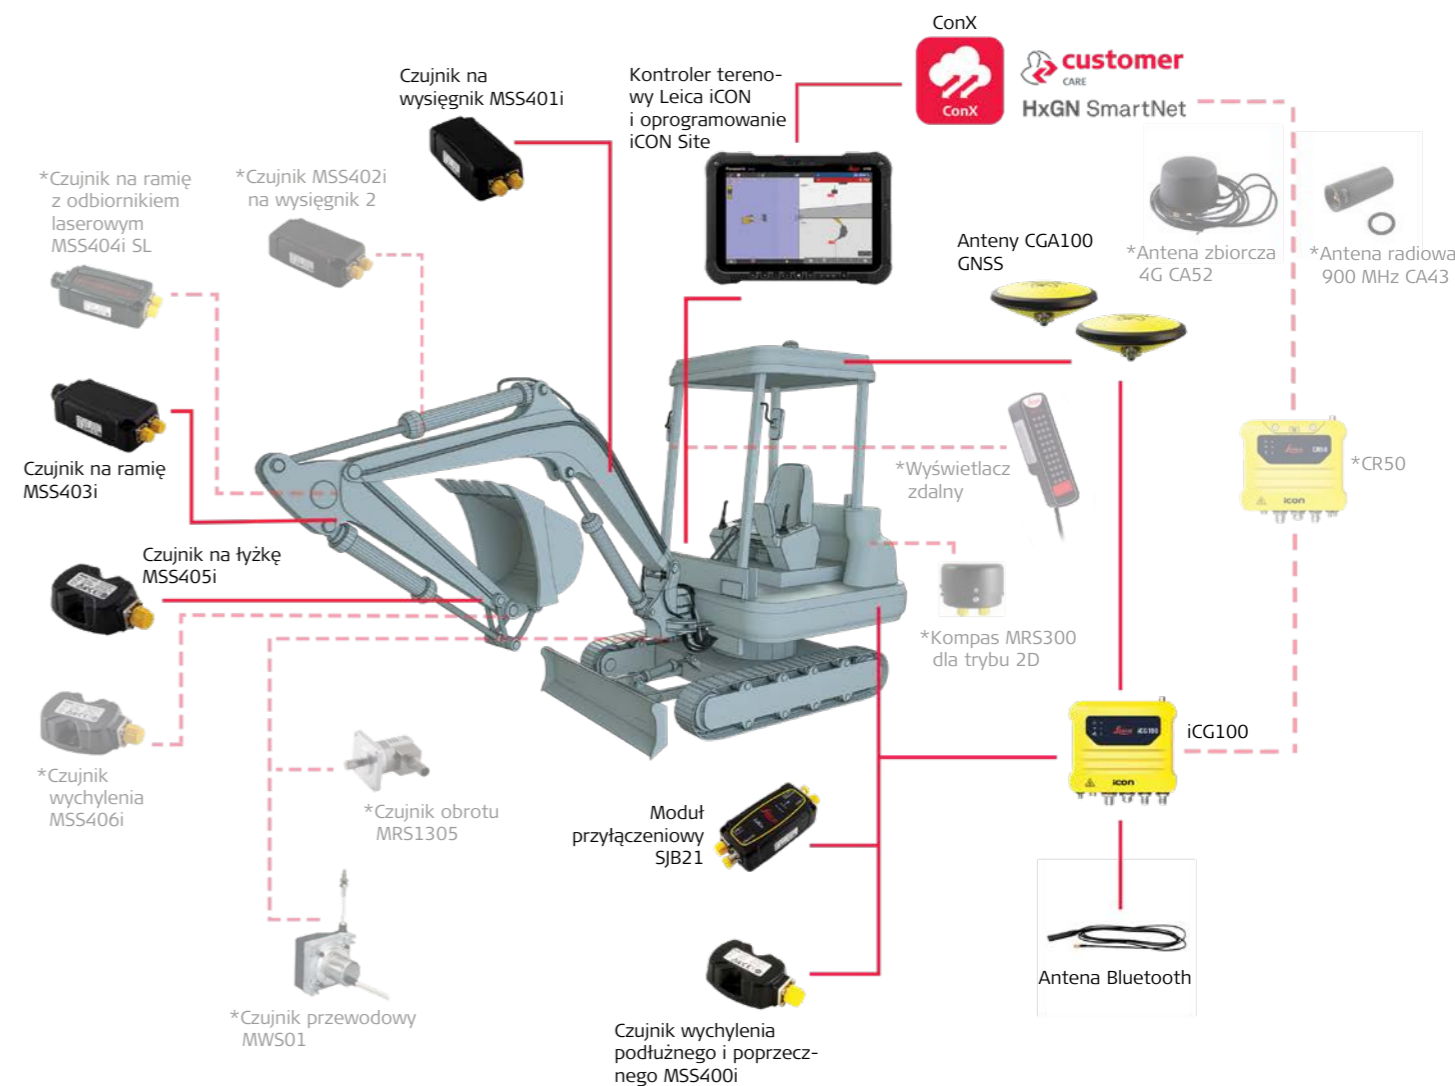 ConX
ConX
customer
CARE
HxGN SmartNet
Czujnik na
wysięgnik MSS401i
Kontroler tereno-
wy Leica iCON
i oprogramowanie
iCON Site
*Czujnik na ramię
z odbiornikiem
laserowym
MSS404i SL
*Czujnik MSS402i
na wysięgnik 2
Anteny CGA100
GNSS
*Antena zbiorcza
4G CA52
*Antena radiowa
900 MHz CA43
Czujnik na ramię
MSS403i
*Wyświetlacz
zdalny
CR50
icon
*CR50
Czujnik na łyżkę
MSS405i
*Kompas MRS300
dla trybu 2D
iCG100
icon
iCG100
*Czujnik
wychylenia
MSS406i
*Czujnik obrotu
MRS1305
Moduł
przyłączeniowy
SJB21
*Czujnik przewodowy
MWS01
Antena Bluetooth
Czujnik wychylenia
podłużnego i poprzecz-
nego MSS400i